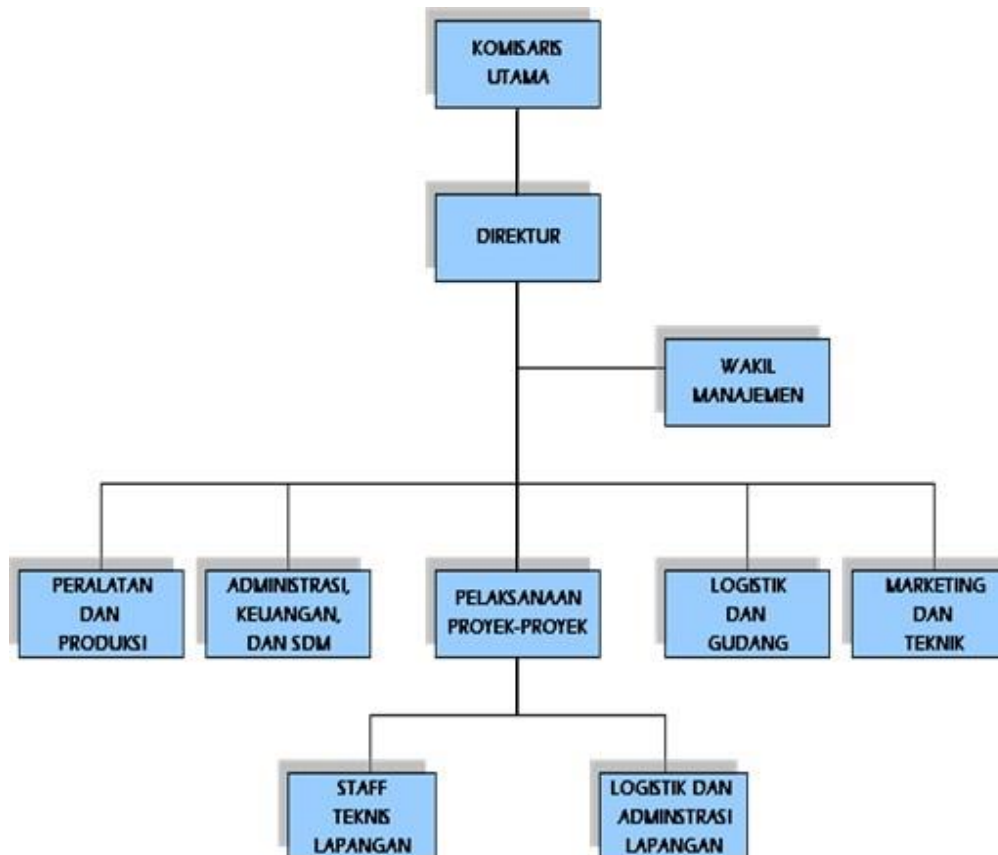 KOMISARIS
UTAMA
DIREKTUR
WAKIL
MANAJEMEN
PERALATAN
DAN
PRODUKSI
ADMINISTRASI,
KEUANGAN,
DAN SDM
PELAKSANAAN
PROYEK-PROYEK
LOGISTIK
DAN
GUDANG
MARKETING
DAN
TEKNIK
STAFF
TEKNIS
LAPANGAN
LOGISTIK DAN
ADMINSTRASI
LAPANGAN